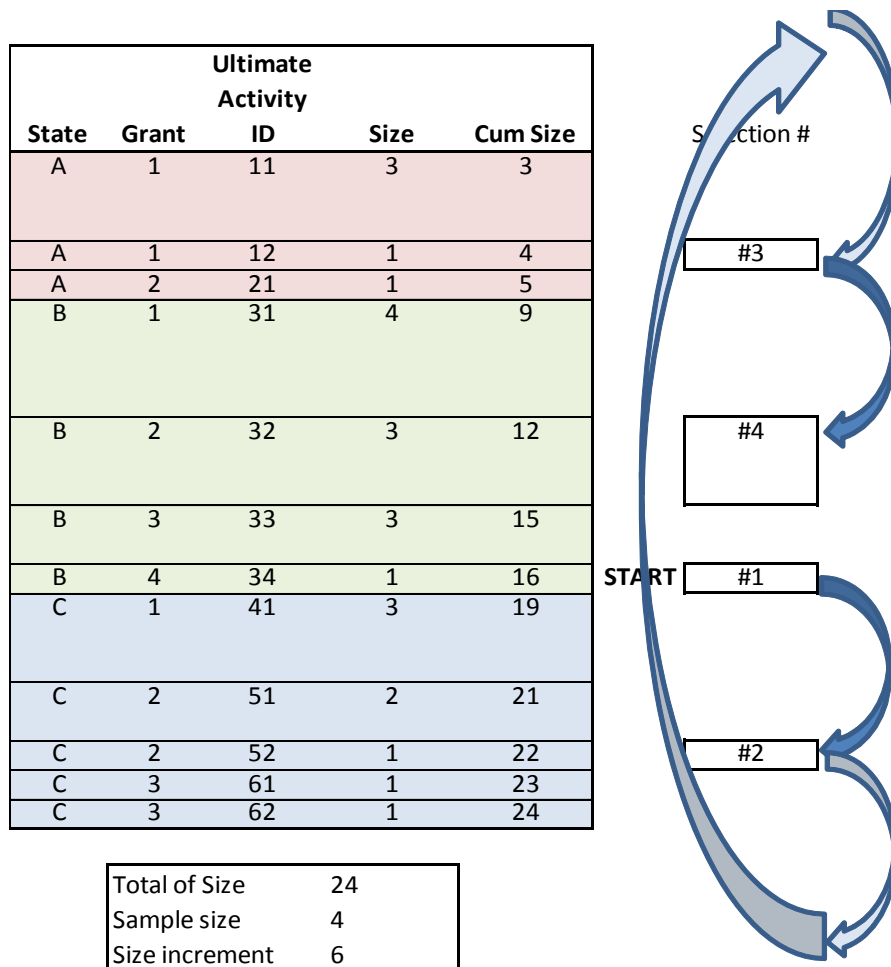 Ultimate
Activity
State Grant ID Size Cum Size S ction #
A 1 11 3 3
A 1 12 1 4 #3
A 2 21 1 5
B 1 31 4 9
B 2 32 3 12 #4
B 3 33 3 15
B 4 34 1 16 START #1
C 1 41 3 19
C 2 51 2 21
C 2 52 1 22 #2
C 3 61 1 23
C 3 62 1 24
Total of Size 24
Sample size 4
Size increment 6